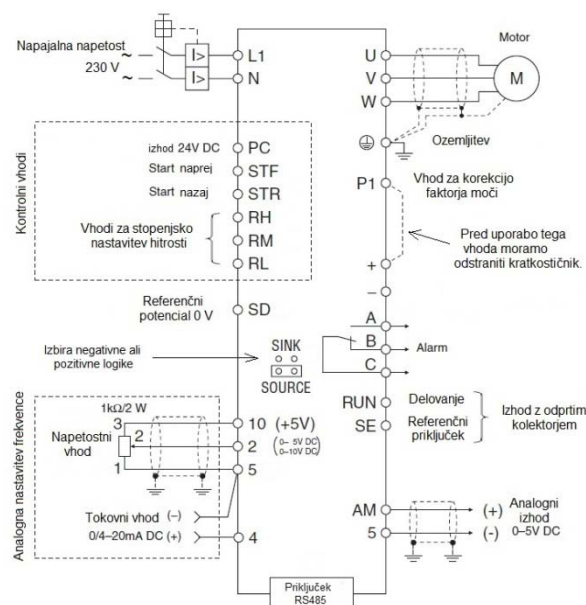 Napajalna napetost
230 V
~
~
I>
I>
L1
N
U
V
W
Motor
M
Ozemljitev
Kontrolni vhodi
izhod 24V DC
PC
Start naprej
STF
Start nazaj
STR
Vhodi za stopenjsko
nastavitev hitrosti
RH
RM
RL
P1
Vhod za korekcijo
faktorja moči
Pred uporabo tega
vhoda moramo
odstraniti kratkostičnik.
+
–
Referenčni
potencial 0 V
SD
Izbira negativne ali
pozitivne logike
SINK
SOURCE
A
B
C
Alarm
RUN
Delovanje
SE
Referenčni
priključek
Izhod z odprtim
kolektorjem
Analogna nastavitev frekvence
1kΩ/2 W
Napetostni
vhod
3
2
1
10 (+5V)
2
(0– 5V DC
0–10V DC)
5
Tokovni vhod (–)
0/4–20mA DC (+)
4
AM
5
(+)
(-)
Analogni
izhod
0–5V DC
Priključek
RS485